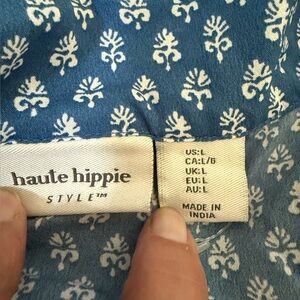 haute hippie
STYLE™
US:L
CA:L/G
UK:L
EU:L
AU:L
MADE IN
INDIA